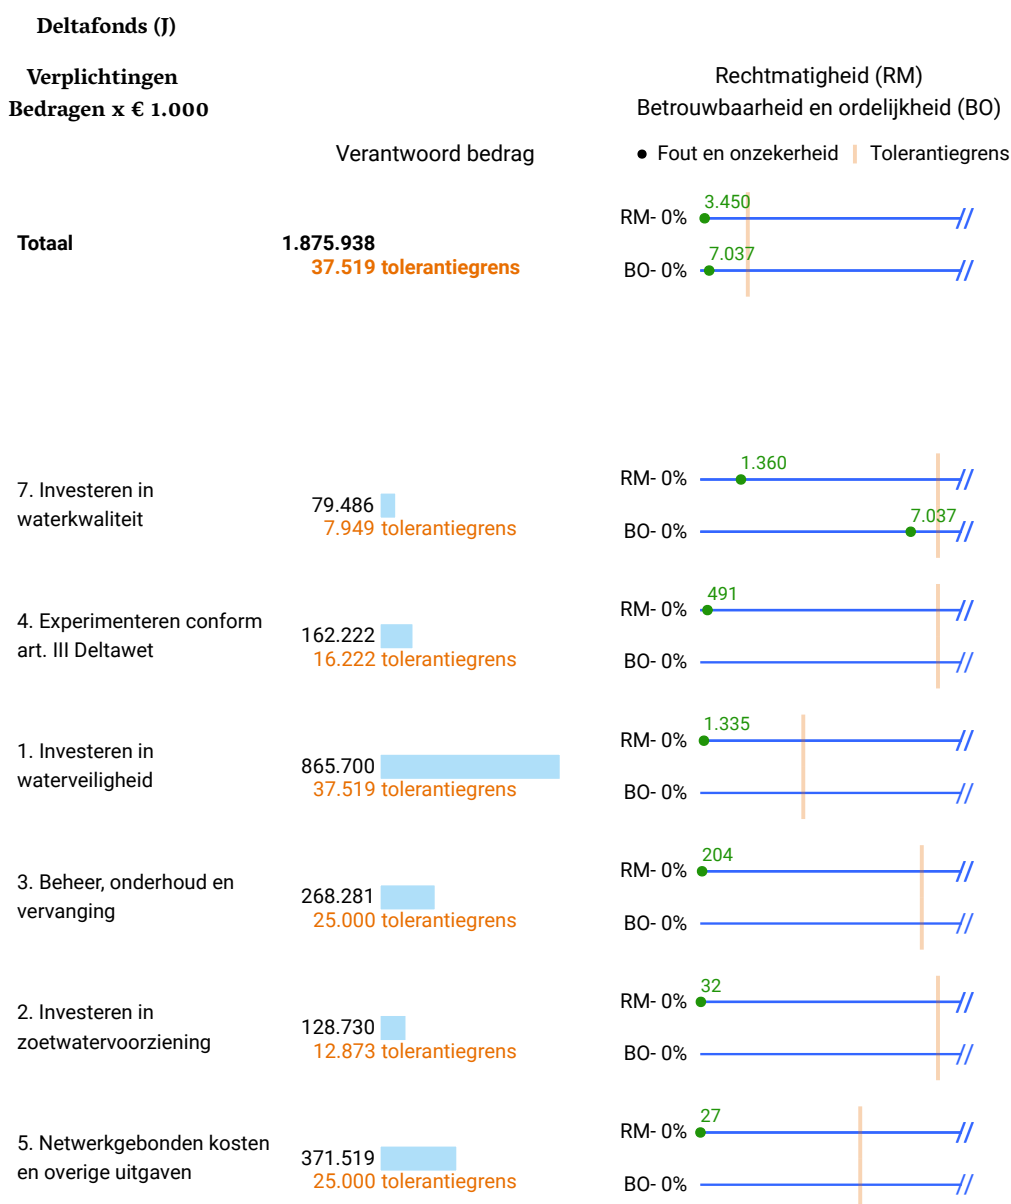 Deltafonds (J)
Verplichtingen
Bedragen x € 1.000
Rechtmatigheid (RM)
Betrouwbaarheid en ordelijkheid (BO)
Verantwoord bedrag
Fout en onzekerheid
Tolerantiegrens
Totaal
1.875.938
37.519 tolerantiegrens
RM- 0%
3.450
BO- 0%
7.037
7. Investeren in
waterkwaliteit
79.486
7.949 tolerantiegrens
RM- 0%
1.360
BO- 0%
7.037
4. Experimenteren conform
art. III Deltawet
162.222
16.222 tolerantiegrens
RM- 0%
491
BO- 0%
1. Investeren in
waterveiligheid
865.700
37.519 tolerantiegrens
RM- 0%
1.335
BO- 0%
3. Beheer, onderhoud en
vervanging
268.281
25.000 tolerantiegrens
RM- 0%
204
BO- 0%
2. Investeren in
zoetwatervoorziening
128.730
12.873 tolerantiegrens
RM- 0%
32
BO- 0%
5. Netwerkgebonden kosten
en overige uitgaven
371.519
25.000 tolerantiegrens
RM- 0%
27
BO- 0%